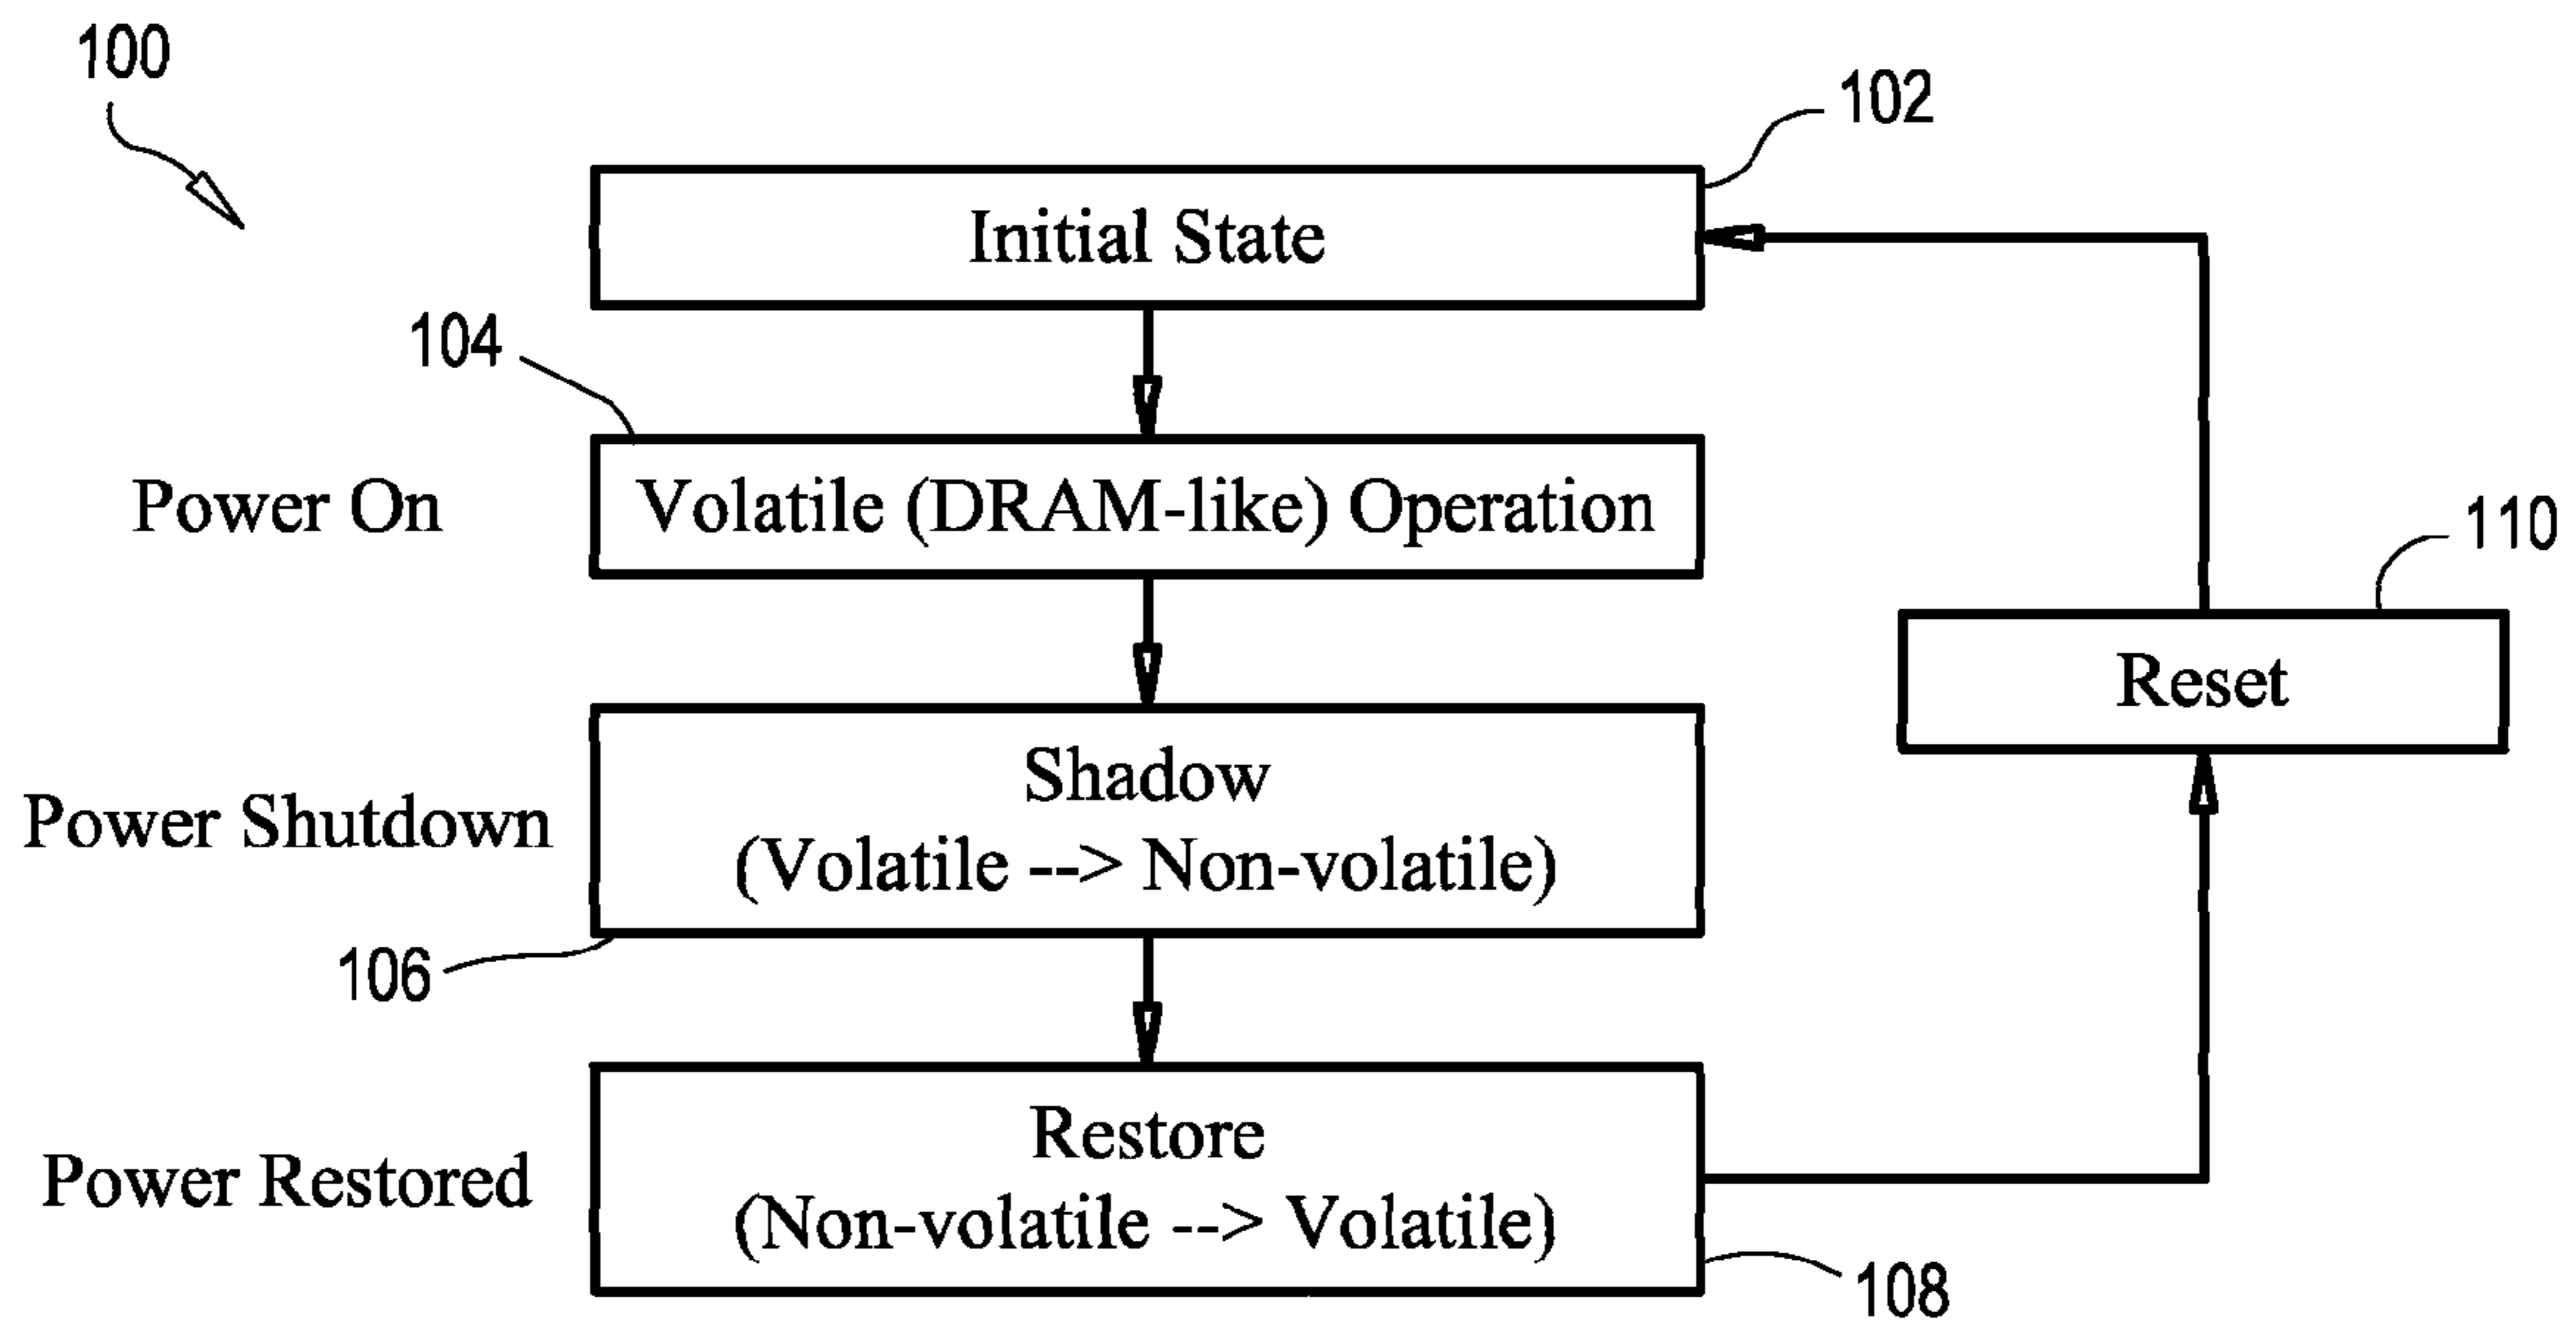 100
102
Initial State
104
Power On
Volatile (DRAM-like) Operation
110
Reset
Power Shutdown
Shadow
(Volatile --> Non-volatile)
106
Power Restored
Restore
(Non-volatile --> Volatile)
108